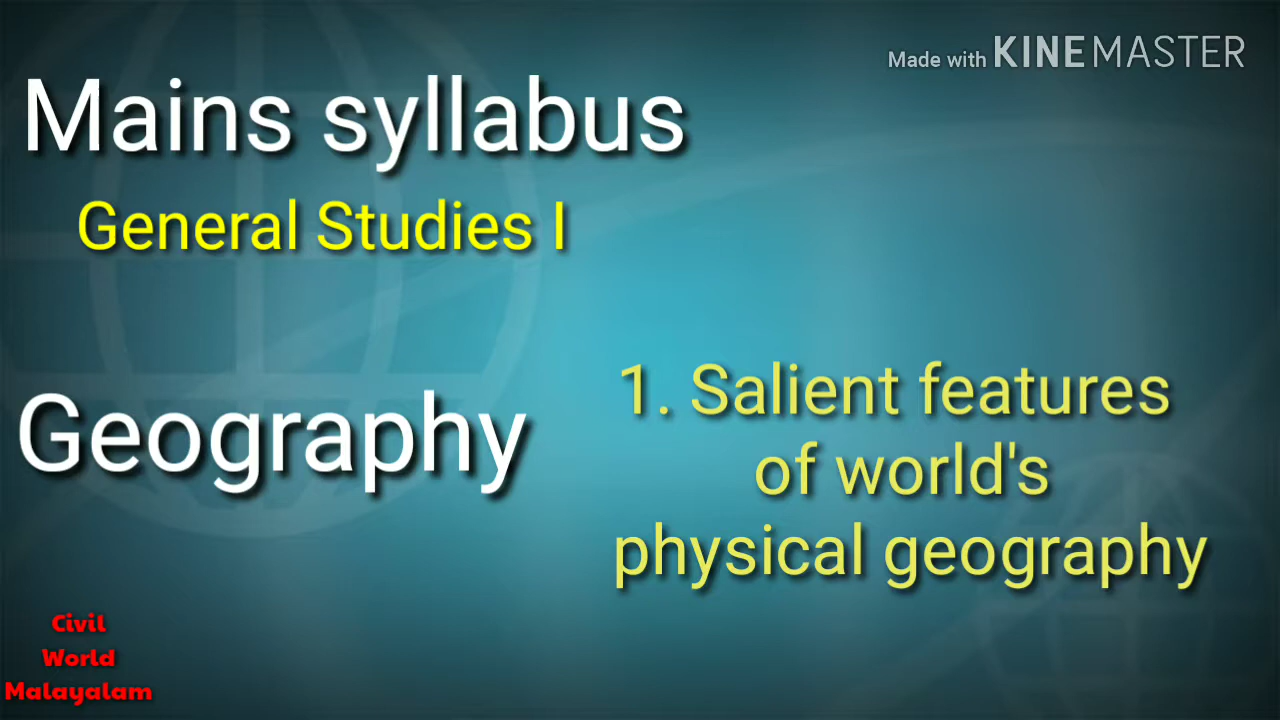 Made with KINEMASTER
Mains syllabus
General Studies I
Geography
1. Salient features
of world's
physical geography
Civil
World
Malayalam